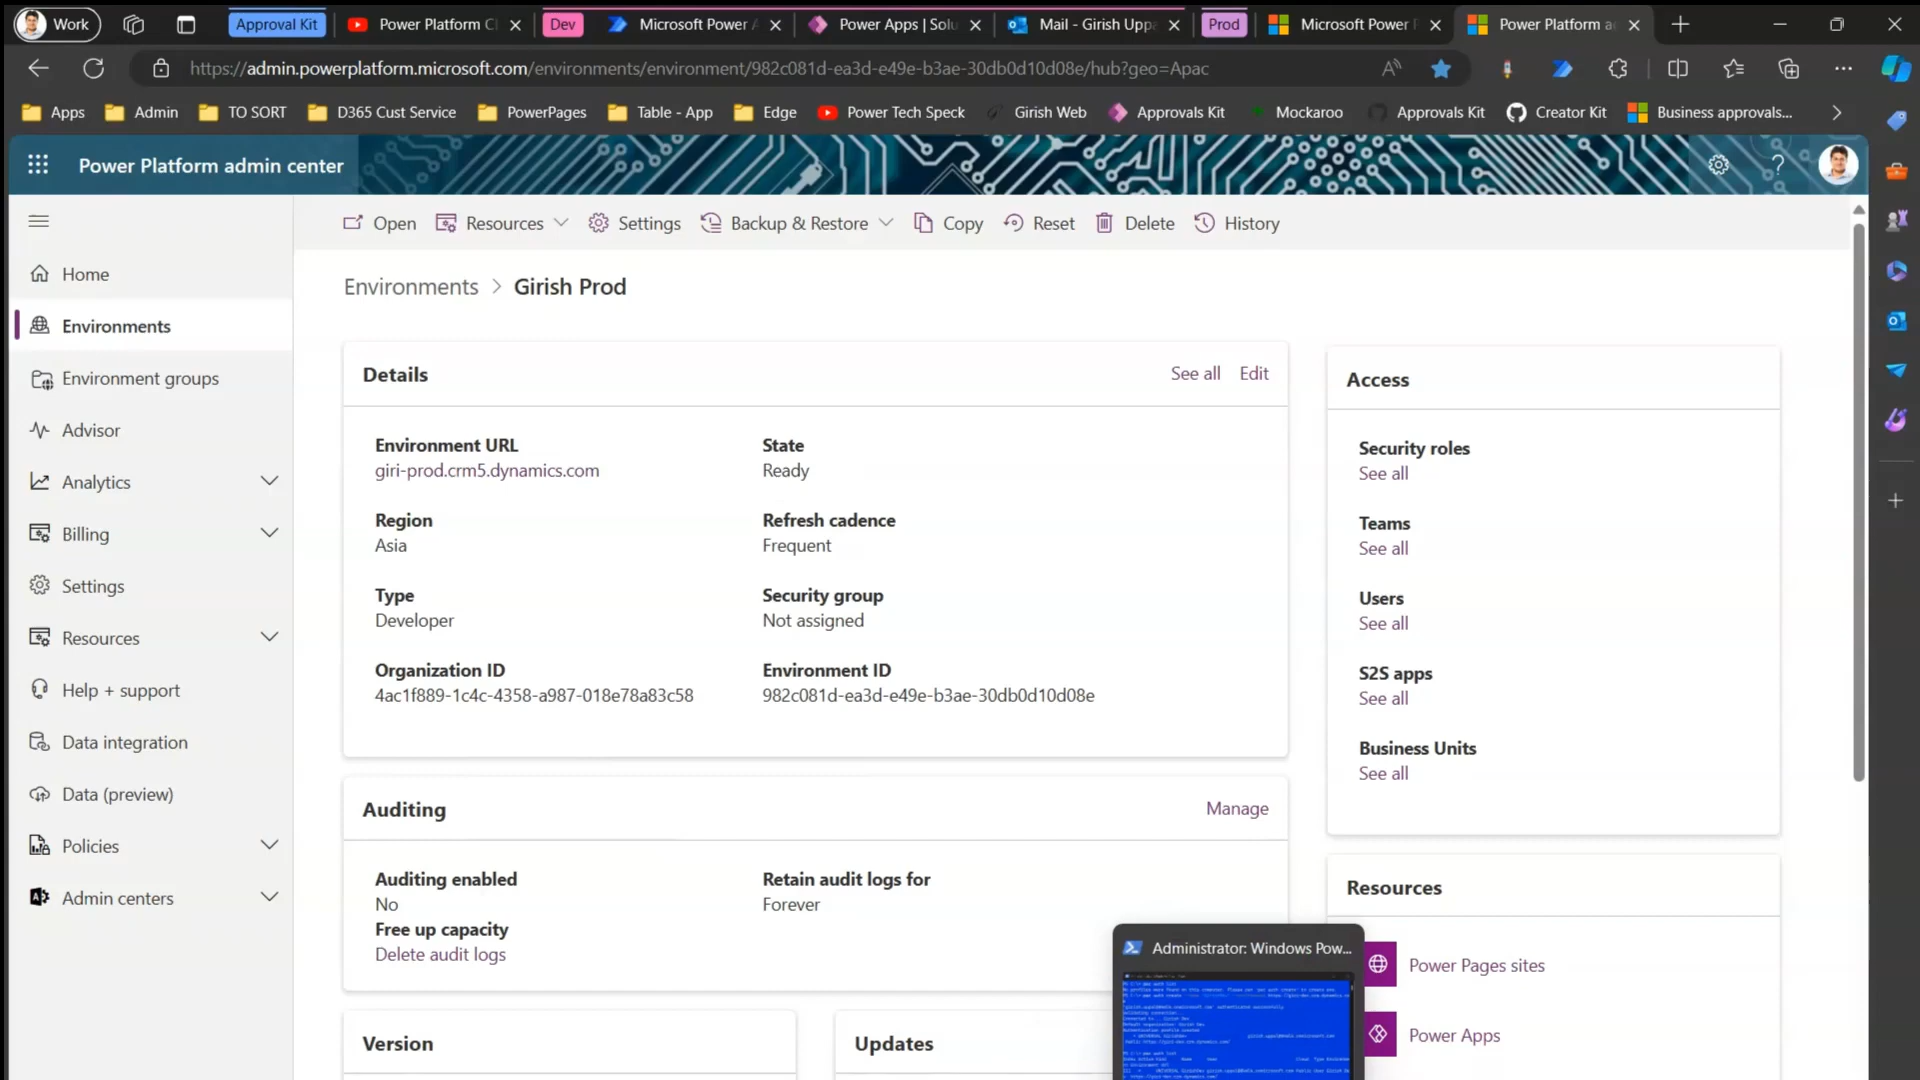 Work
Approval Kit
Power Platform C
Dev
Microsoft Power A
Power Apps | Solu
Mail - Girish Uppa
Prod
Microsoft Power P
Power Platform a
https://admin.powerplatform.microsoft.com/environments/environment/982c081d-ea3d-e49e-b3ae-30db0d10d08e/hub?geo=Apac
Apps
Admin
TO SORT
D365 Cust Service
PowerPages
Table - App
Edge
Power Tech Speck
Girish Web
Approvals Kit
Mockaroo
Approvals Kit
Creator Kit
Business approvals...
Power Platform admin center
Open
Resources
Settings
Backup & Restore
Copy
Reset
Delete
History
Home
Environments
Environment groups
Advisor
Analytics
Billing
Settings
Resources
Help + support
Data integration
Data (preview)
Policies
Admin centers
Environments > Girish Prod
Details
See all
Edit
Environment URL
giri-prod.crm5.dynamics.com
State
Ready
Region
Asia
Refresh cadence
Frequent
Type
Developer
Security group
Not assigned
Organization ID
4ac1f889-1c4c-4358-a987-018e78a83c58
Environment ID
982c081d-ea3d-e49e-b3ae-30db0d10d08e
Auditing
Manage
Auditing enabled
No
Retain audit logs for
Forever
Free up capacity
Delete audit logs
Version
Updates
Access
Security roles
See all
Teams
See all
Users
See all
S2S apps
See all
Business Units
See all
Resources
Power Pages sites
Power Apps
Administrator: Windows Pow...